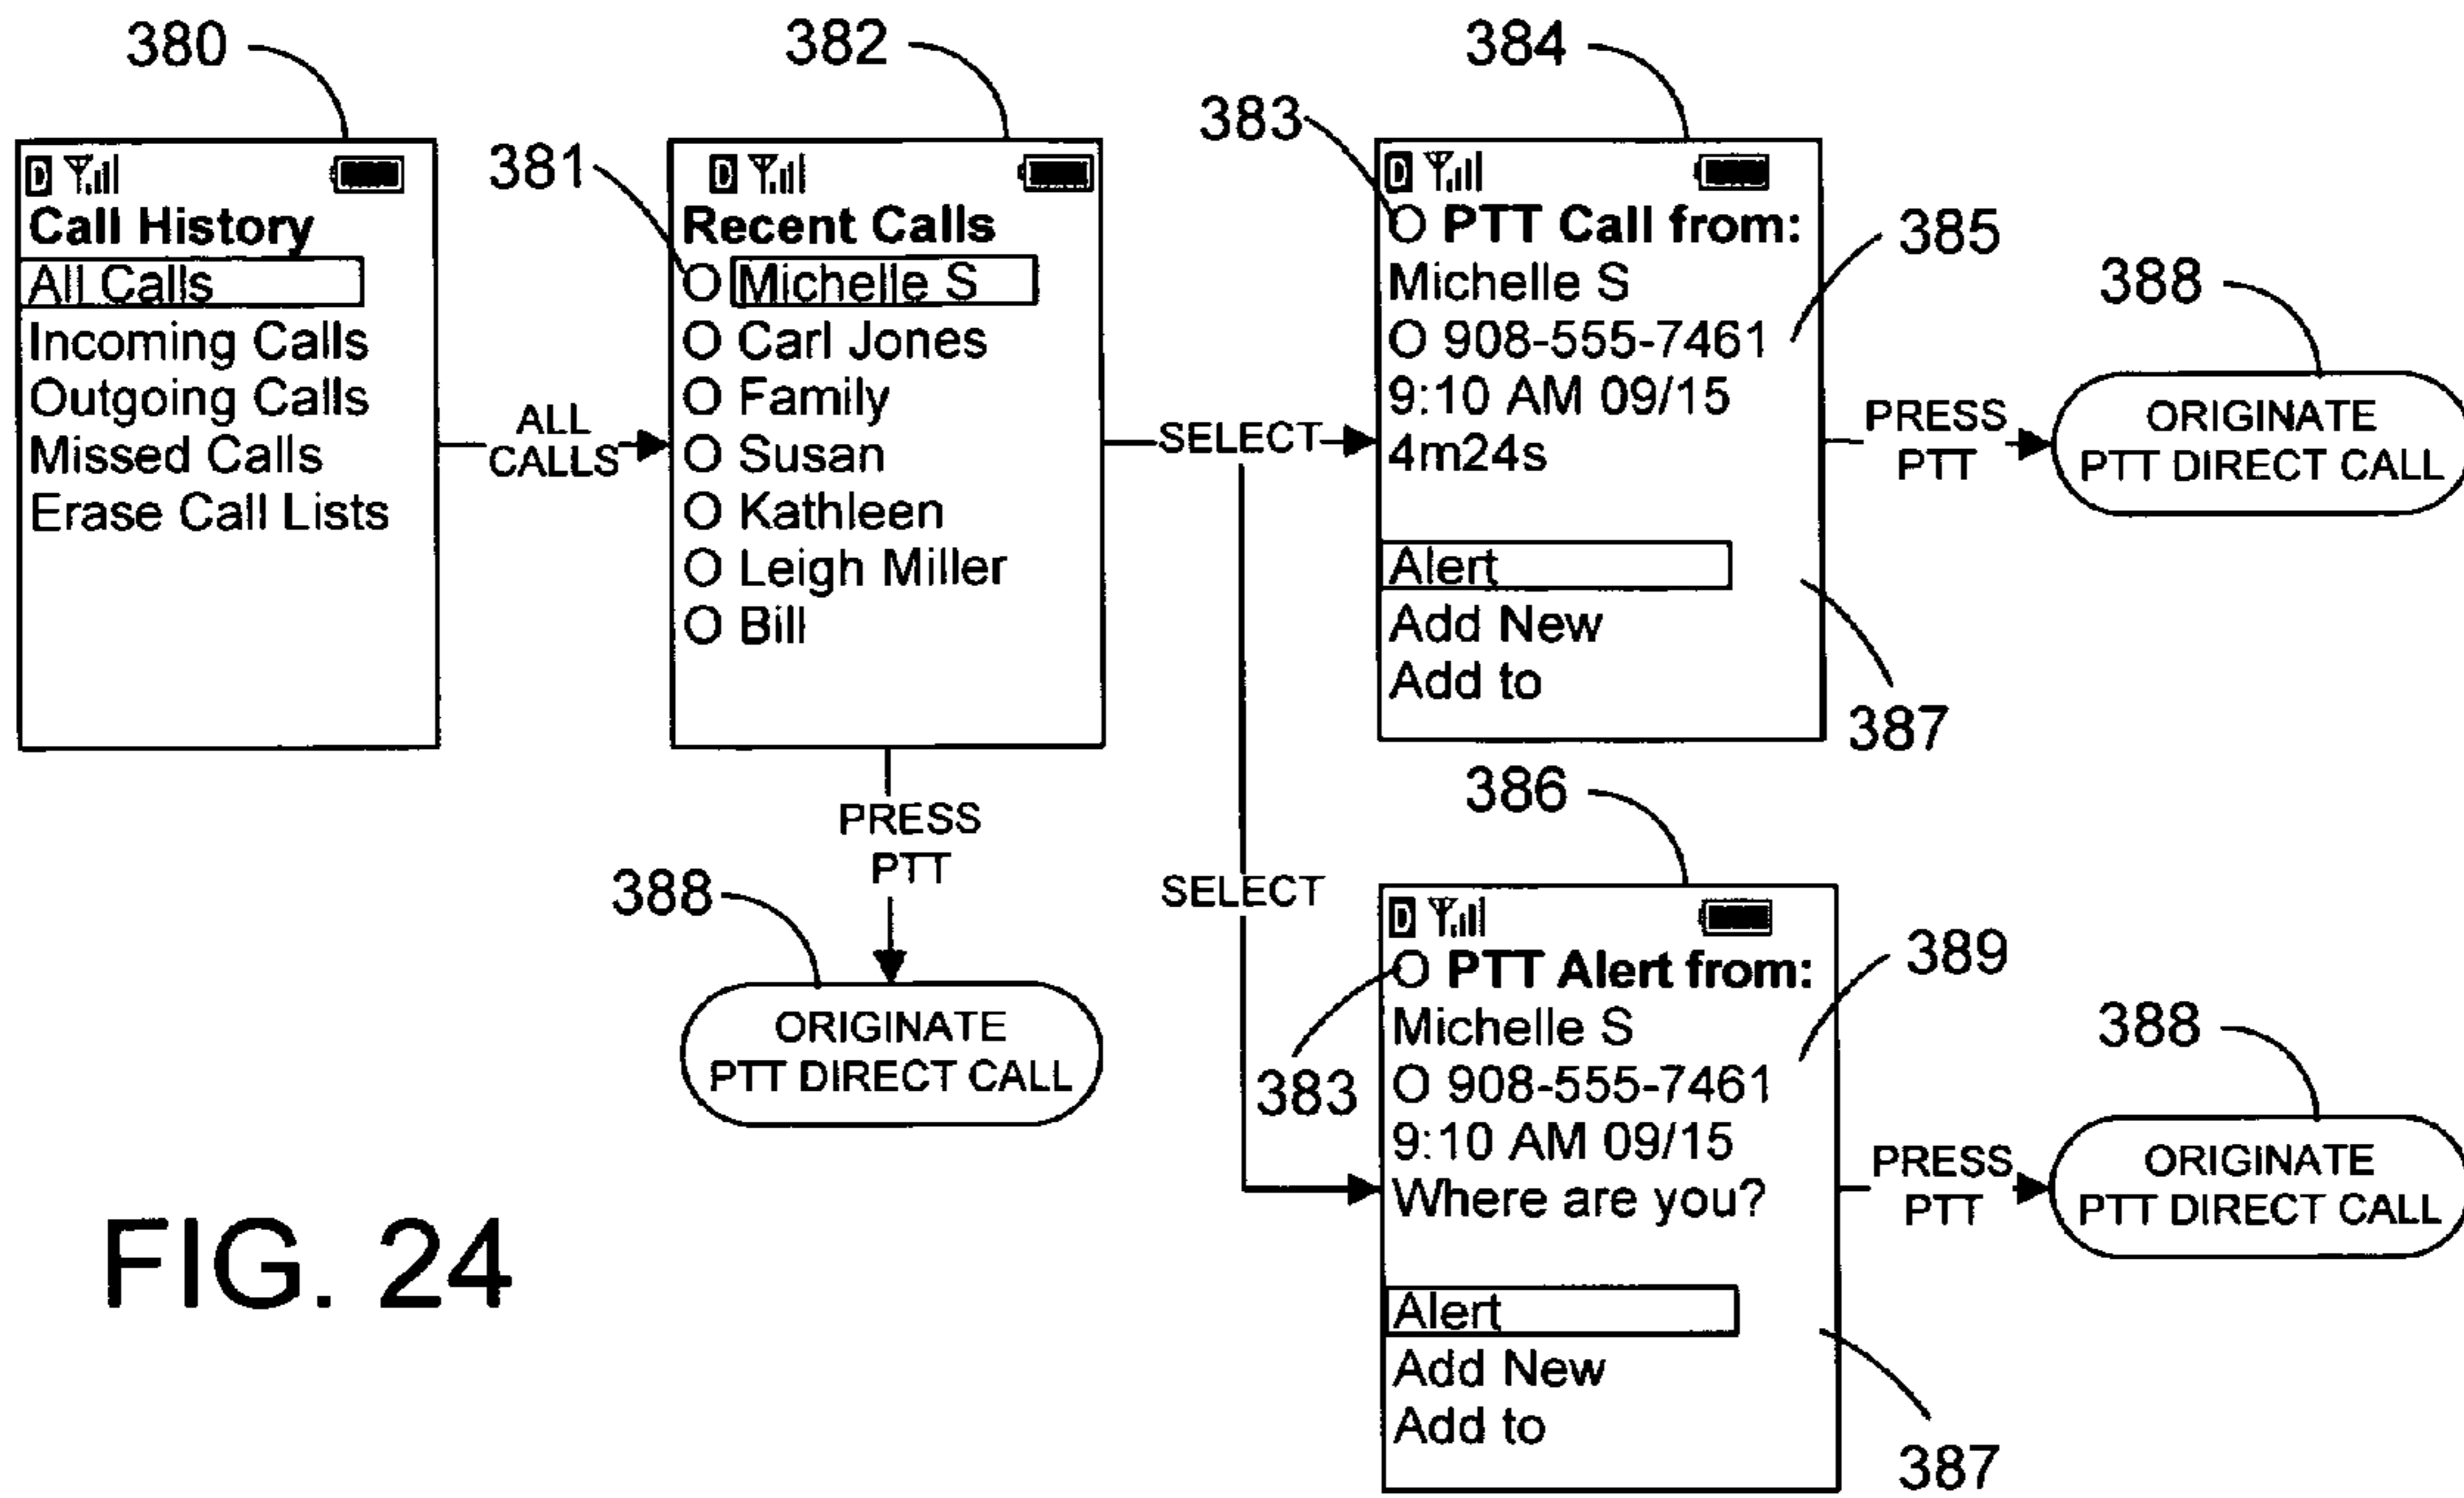 380
D
Call History
All Calls
Incoming Calls
Outgoing Calls
Missed Calls
Erase Call Lists
ALL
CALLS
382
381
D
Recent Calls
Michelle S
Carl Jones
Family
Susan
Kathleen
Leigh Miller
Bill
PRESS
PTT
388
ORIGINATE
PTT DIRECT CALL
SELECT
SELECT
384
383
D
PTT Call from:
Michelle S
908-555-7461
9:10 AM 09/15
4m24s
Alert
Add New
Add to
385
387
PRESS
PTT
388
ORIGINATE
PTT DIRECT CALL
386
D
PTT Alert from:
Michelle S
908-555-7461
9:10 AM 09/15
Where are you?
Alert
Add New
Add to
383
389
387
PRESS
PTT
388
ORIGINATE
PTT DIRECT CALL
FIG. 24